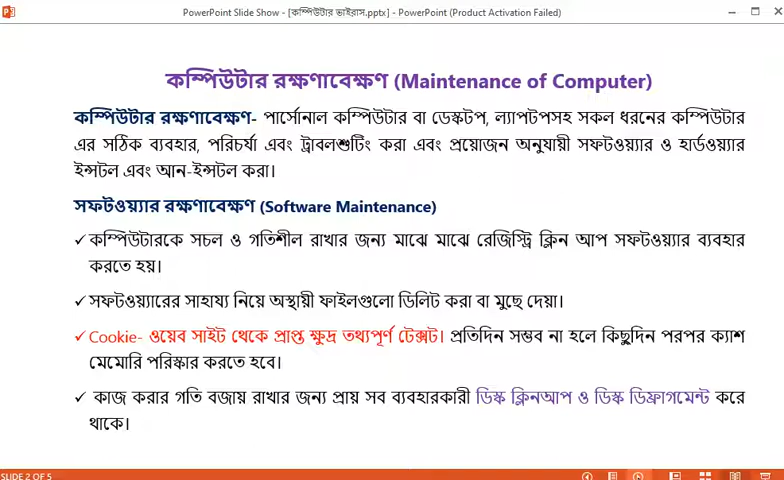 PowerPoint Slide Show - [কম্পিউটার ভাইরাস.pptx] - PowerPoint (Product Activation Failed)
কম্পিউটার রক্ষণাবেক্ষণ (Maintenance of Computer)
কম্পিউটার রক্ষণাবেক্ষণ- পার্সোনাল কম্পিউটার বা ডেস্কটপ, ল্যাপটপসহ সকল ধরনের কম্পিউটার
এর সঠিক ব্যবহার, পরিচর্যা এবং ট্রাবলশুটিং করা এবং প্রয়োজন অনুযায়ী সফটওয়্যার ও হার্ডওয়্যার
ইন্সটল এবং আন-ইন্সটল করা।
সফটওয়্যার রক্ষণাবেক্ষণ (Software Maintenance)
✓কম্পিউটারকে সচল ও গতিশীল রাখার জন্য মাঝে মাঝে রেজিস্ট্রি ক্লিন আপ সফটওয়্যার ব্যবহার
করতে হয়।
✓সফটওয়্যারের সাহায্য নিয়ে অস্থায়ী ফাইলগুলো ডিলিট করা বা মুছে দেয়া।
✓Cookie- ওয়েব সাইট থেকে প্রাপ্ত ক্ষুদ্র তথ্যপূর্ণ টেক্সট। প্রতিদিন সম্ভব না হলে কিছুদিন পরপর ক্যাশ
মেমোরি পরিস্কার করতে হবে।
✓ কাজ করার গতি বজায় রাখার জন্য প্রায় সব ব্যবহারকারী ডিস্ক ক্লিনআপ ও ডিস্ক ডিফ্রাগমেন্ট করে
থাকে।
SLIDE 2 OF 5